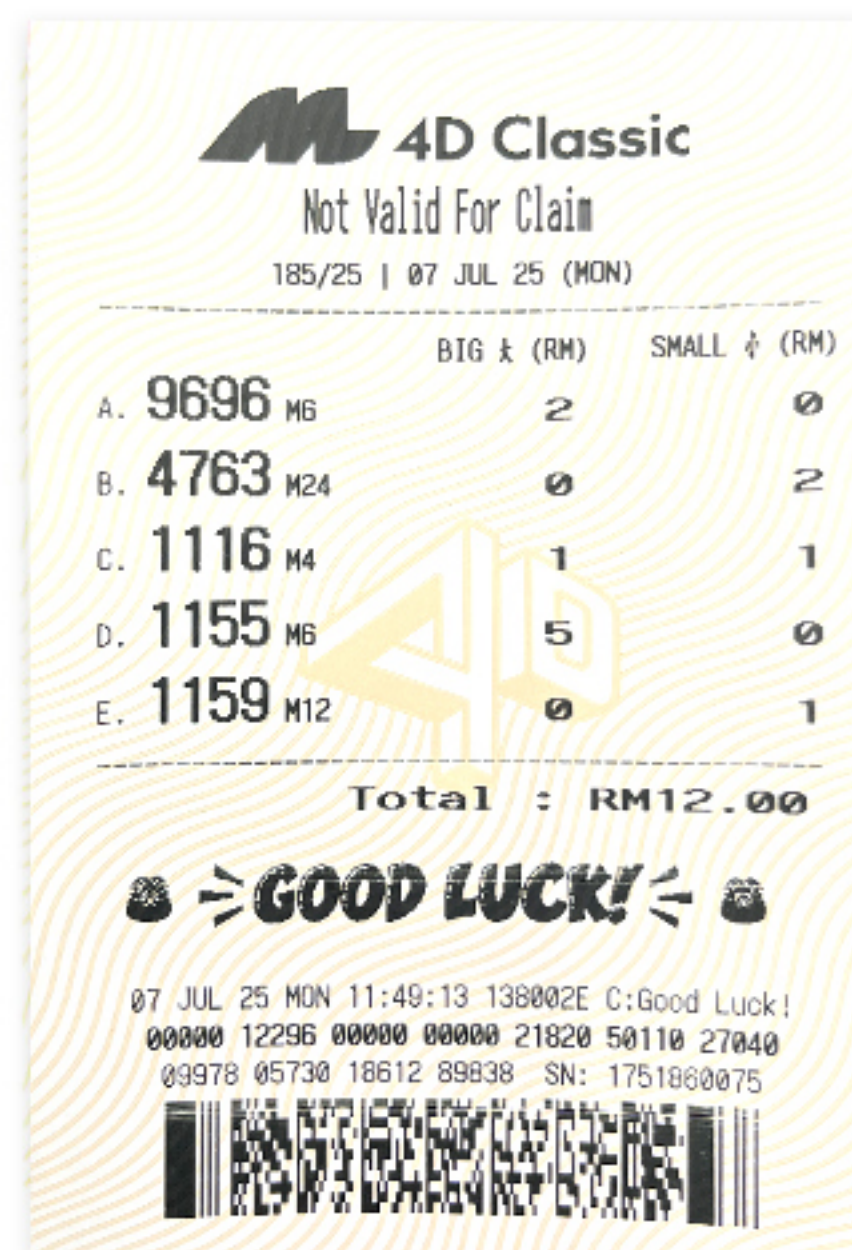 4D Classic
Not Valid For Claim
185/25 | 07 JUL 25 (MON)
BIG (RM) SMALL (RM)
A. 9696 M6 2 0
B. 4763 M24 0 2
C. 1116 M4 1 1
D. 1155 M6 5 0
E. 1159 M12 0 1
4D
Total : RM12.00
GOOD LUCK!
07 JUL 25 MON 11:49:13 138002E C:Good Luck!
00000 12296 00000 00000 21820 50110 27040
09978 05730 18612 89838 SN: 1751860075